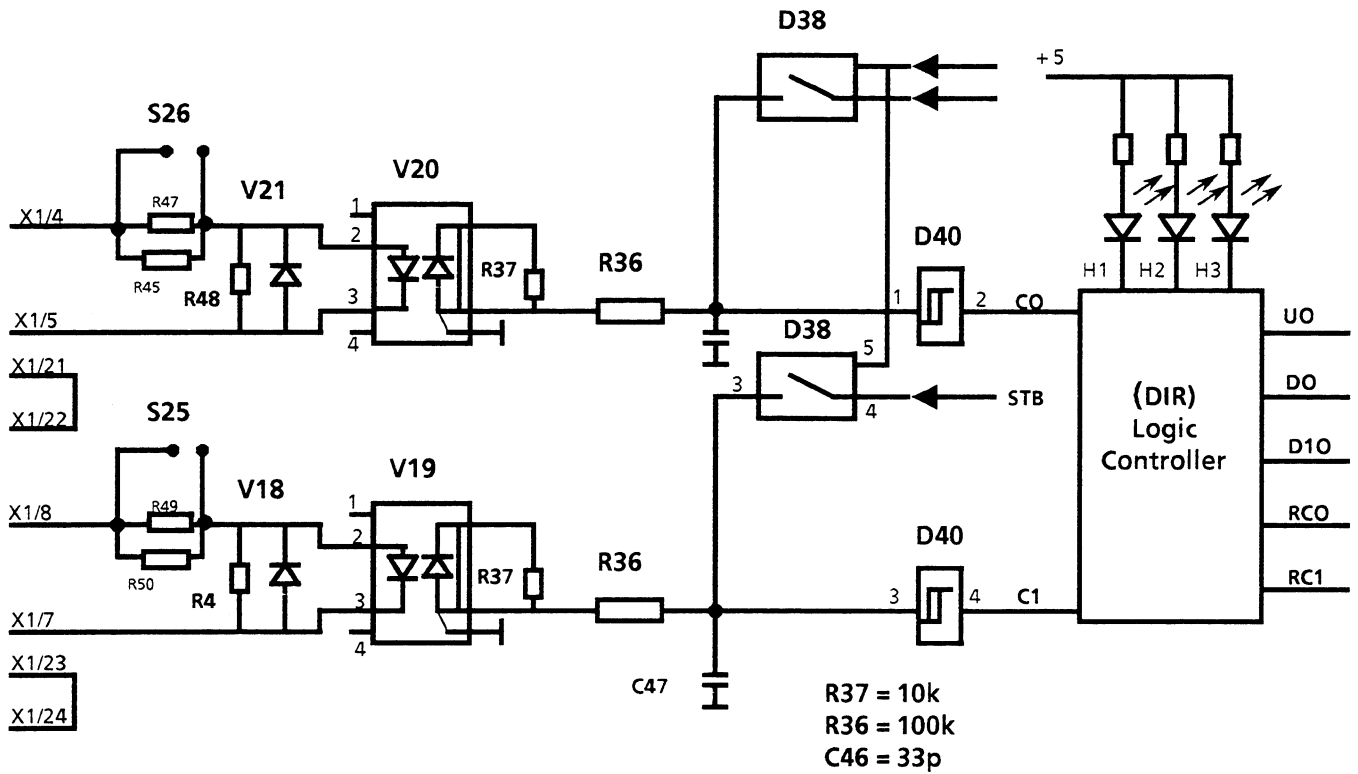 D38
+ 5
S26
V20
V21
R47
X1/4
1
2
R45
R48
R37
R36
D40
H1
H2
H3
3
X1/5
4
1
2
CO
UO
D38
5
X1/21
X1/22
3
4
STB
(DIR)
Logic
Controller
DO
D1O
RCO
RC1
S25
V19
V18
R49
X1/8
1
2
R50
R4
R37
R36
D40
3
X1/7
4
3
4
C1
X1/23
X1/24
C47
R37 = 10k
R36 = 100k
C46 = 33p